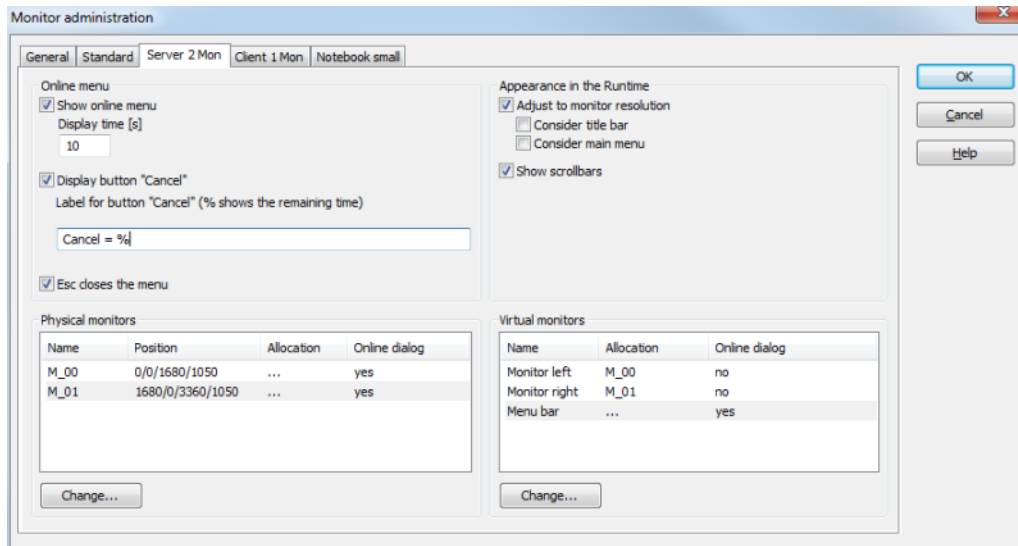 Monitor administration
General Standard Server 2 Mon Client 1 Mon Notebook small
Online menu
Show online menu
Display time [s]
10
Display button "Cancel"
Label for button "Cancel" (% shows the remaining time)
Cancel = %
Esc closes the menu
Appearance in the Runtime
Adjust to monitor resolution
Consider title bar
Consider main menu
Show scrollbars
OK
Cancel
Help
Physical monitors
Name Position Allocation Online dialog
M_00 0/0/1680/1050 ... yes
M_01 1680/0/3360/1050 ... yes
Change...
Virtual monitors
Name Allocation Online dialog
Monitor left M_00 no
Monitor right M_01 no
Menu bar ... yes
Change...